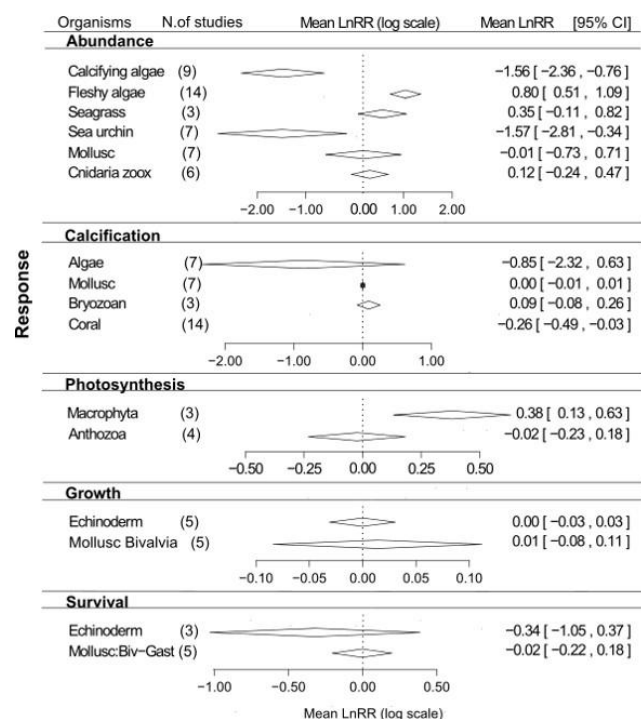 Organisms N.of studies Mean LnRR (log scale) Mean LnRR [95% CI]
Abundance
Calcifying algae (9) −1.56 [ −2.36 , −0.76 ]
Fleshy algae (14) 0.80 [ 0.51 , 1.09 ]
Seagrass (3) 0.35 [ −0.11 , 0.82 ]
Sea urchin (7) −1.57 [ −2.81 , −0.34 ]
Mollusc (7) −0.01 [ −0.73 , 0.71 ]
Cnidaria zoox (6) 0.12 [ −0.24 , 0.47 ]
−2.00 −1.00 0.00 1.00 2.00
Response
Calcification
Algae (7) −0.85 [ −2.32 , 0.63 ]
Mollusc (7) 0.00 [ −0.01 , 0.01 ]
Bryozoan (3) 0.09 [ −0.08 , 0.26 ]
Coral (14) −0.26 [ −0.49 , −0.03 ]
−2.00 −1.00 0.00 1.00
Photosynthesis
Macrophyta (3) 0.38 [ 0.13 , 0.63 ]
Anthozoa (4) −0.02 [ −0.23 , 0.18 ]
−0.50 −0.25 0.00 0.25 0.50
Growth
Echinoderm (5) 0.00 [ −0.03 , 0.03 ]
Mollusc Bivalvia (5) 0.01 [ −0.08 , 0.11 ]
−0.10 −0.05 0.00 0.05 0.10
Survival
Echinoderm (3) −0.34 [ −1.05 , 0.37 ]
Mollusc:Biv−Gast (5) −0.02 [ −0.22 , 0.18 ]
−1.00 −0.50 0.00 0.50
Mean LnRR (log scale)